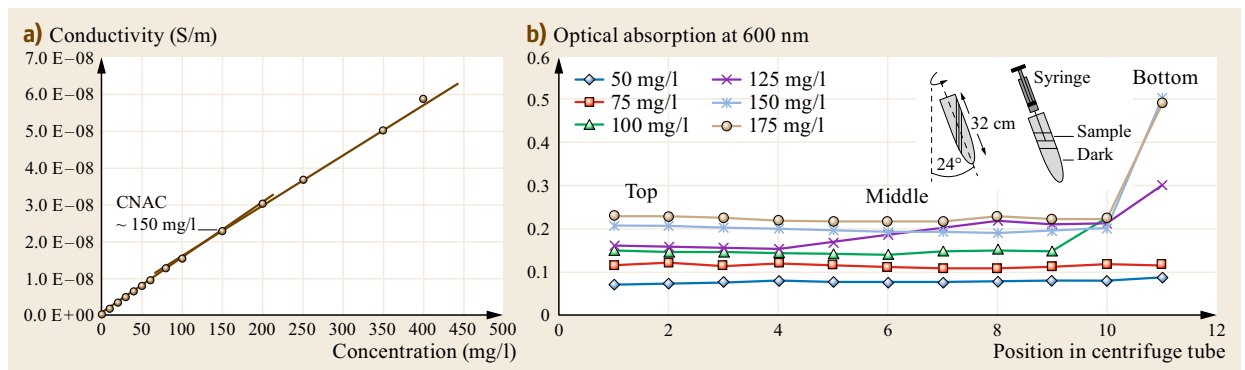 a) Conductivity (S/m)
7.0 E–08
6.0 E–08
5.0 E–08
4.0 E–08
3.0 E–08
2.0 E–08
1.0 E–08
0.0 E+00
CNAC
~ 150 mg/l
0 50 100 150 200 250 300 350 400 450 500
Concentration (mg/l)
b) Optical absorption at 600 nm
0.6
0.5
0.4
0.3
0.2
0.1
0
50 mg/l
75 mg/l
100 mg/l
125 mg/l
150 mg/l
175 mg/l
Top
Middle
Bottom
32 cm
24°
Syringe
Sample
Dark
0 2 4 6 8 10 12
Position in centrifuge tube